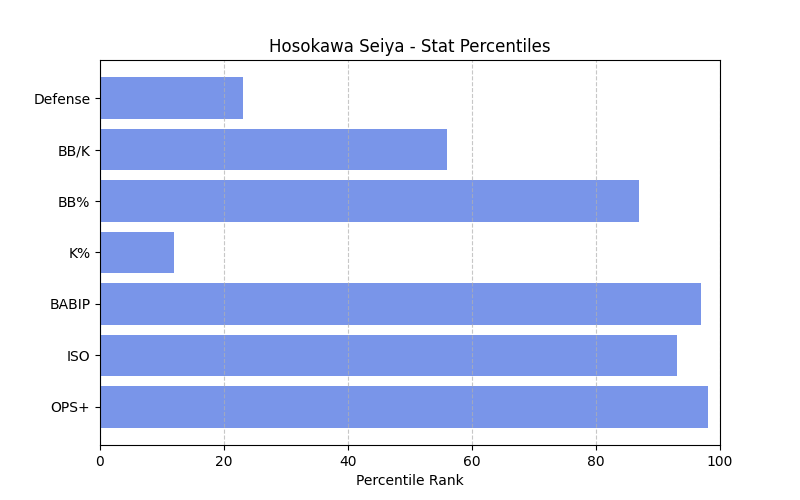 Hosokawa Seiya - Stat Percentiles
Defense
BB/K
BB%
K%
BABIP
ISO
OPS+
0 20 40 60 80 100
Percentile Rank